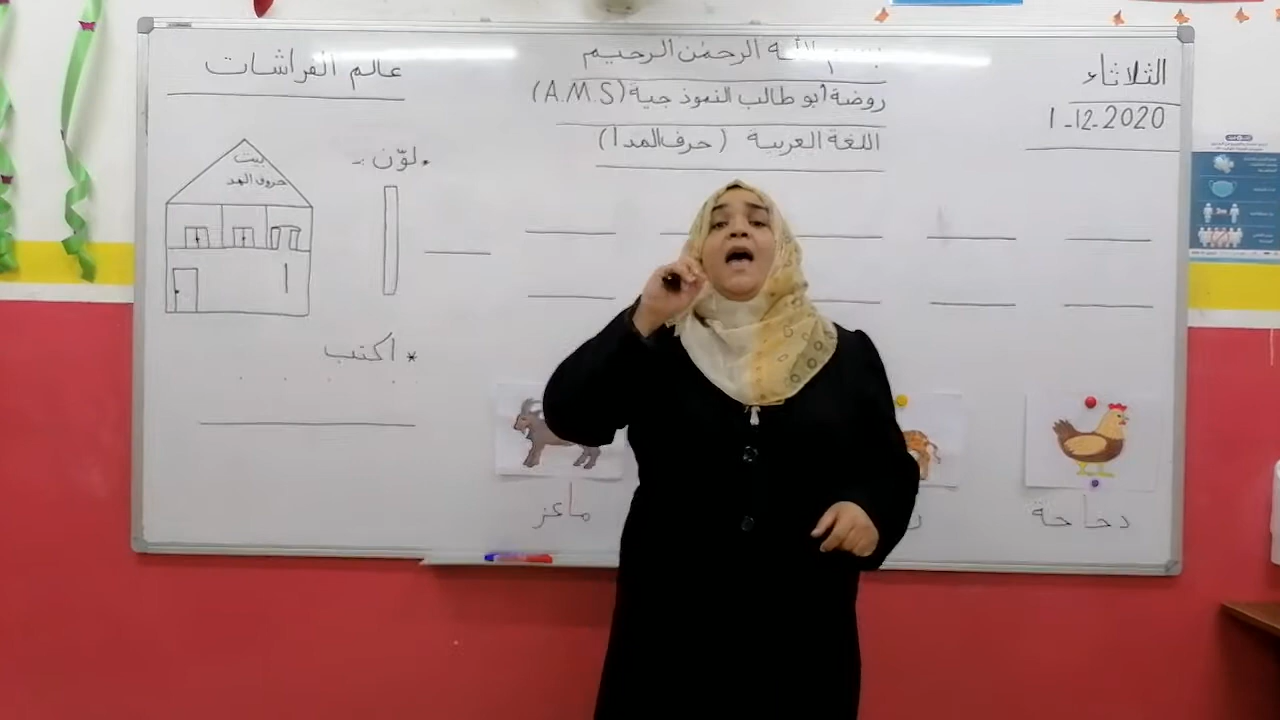 بسم الله الرحمن الرحيم
الثلاثاء
1-12-2020
روضة أبو طالب النموذجية (A.M.S)
اللغة العربية (حرف المد ا)
عالم الفراشات
* لوّن :-
ا
بيت
حروف المد
ا
* اكتب
دجاجة
ماعز